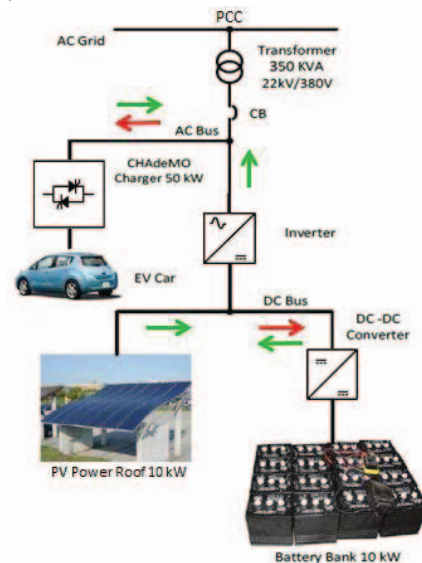 PCC
AC Grid
Transformer
350 KVA
22kV/380V
CB
AC Bus
CHAdeMO
Charger 50 kW
Inverter
EV Car
DC Bus
DC -DC
Converter
PV Power Roof 10 kW
Battery Bank 10 kW